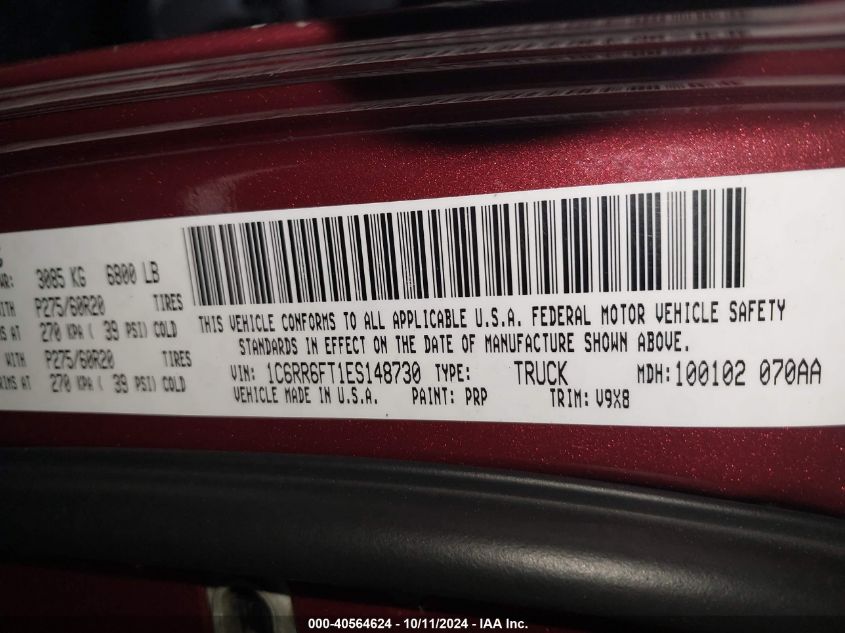 3085 KG 6800 LB
P275/60R20 TIRES
270 KPA ( 39 PSI) COLD
WITH P275/60R20 TIRES
270 KPA ( 39 PSI) COLD
THIS VEHICLE CONFORMS TO ALL APPLICABLE U.S.A. FEDERAL MOTOR VEHICLE SAFETY
STANDARDS IN EFFECT ON THE DATE OF MANUFACTURE SHOWN ABOVE.
VIN: 1C6RR6FT1ES148730 TYPE: TRUCK MDH: 100102 070AA
VEHICLE MADE IN U.S.A. PAINT: PRP TRIM: V9X8
000-40564624 - 10/11/2024 - IAA Inc.